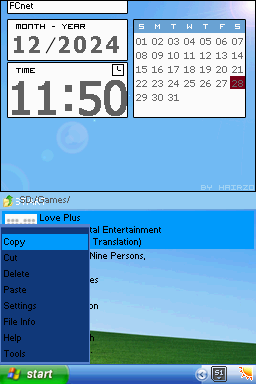 FCnet
MONTH - YEAR
12/2024
TIME
11:50
S M T W T F S
01 02 03 04 05 06 07
08 09 10 11 12 13 14
15 16 17 18 19 20 21
22 23 24 25 26 27 28
29 30 31
BY MAIRZO
SD:/Games/
Love Plus
tal Entertainment
Translation)
Nine Persons,
es
on
Copy
Cut
Delete
Paste
Settings
File Info
Help
Tools
start